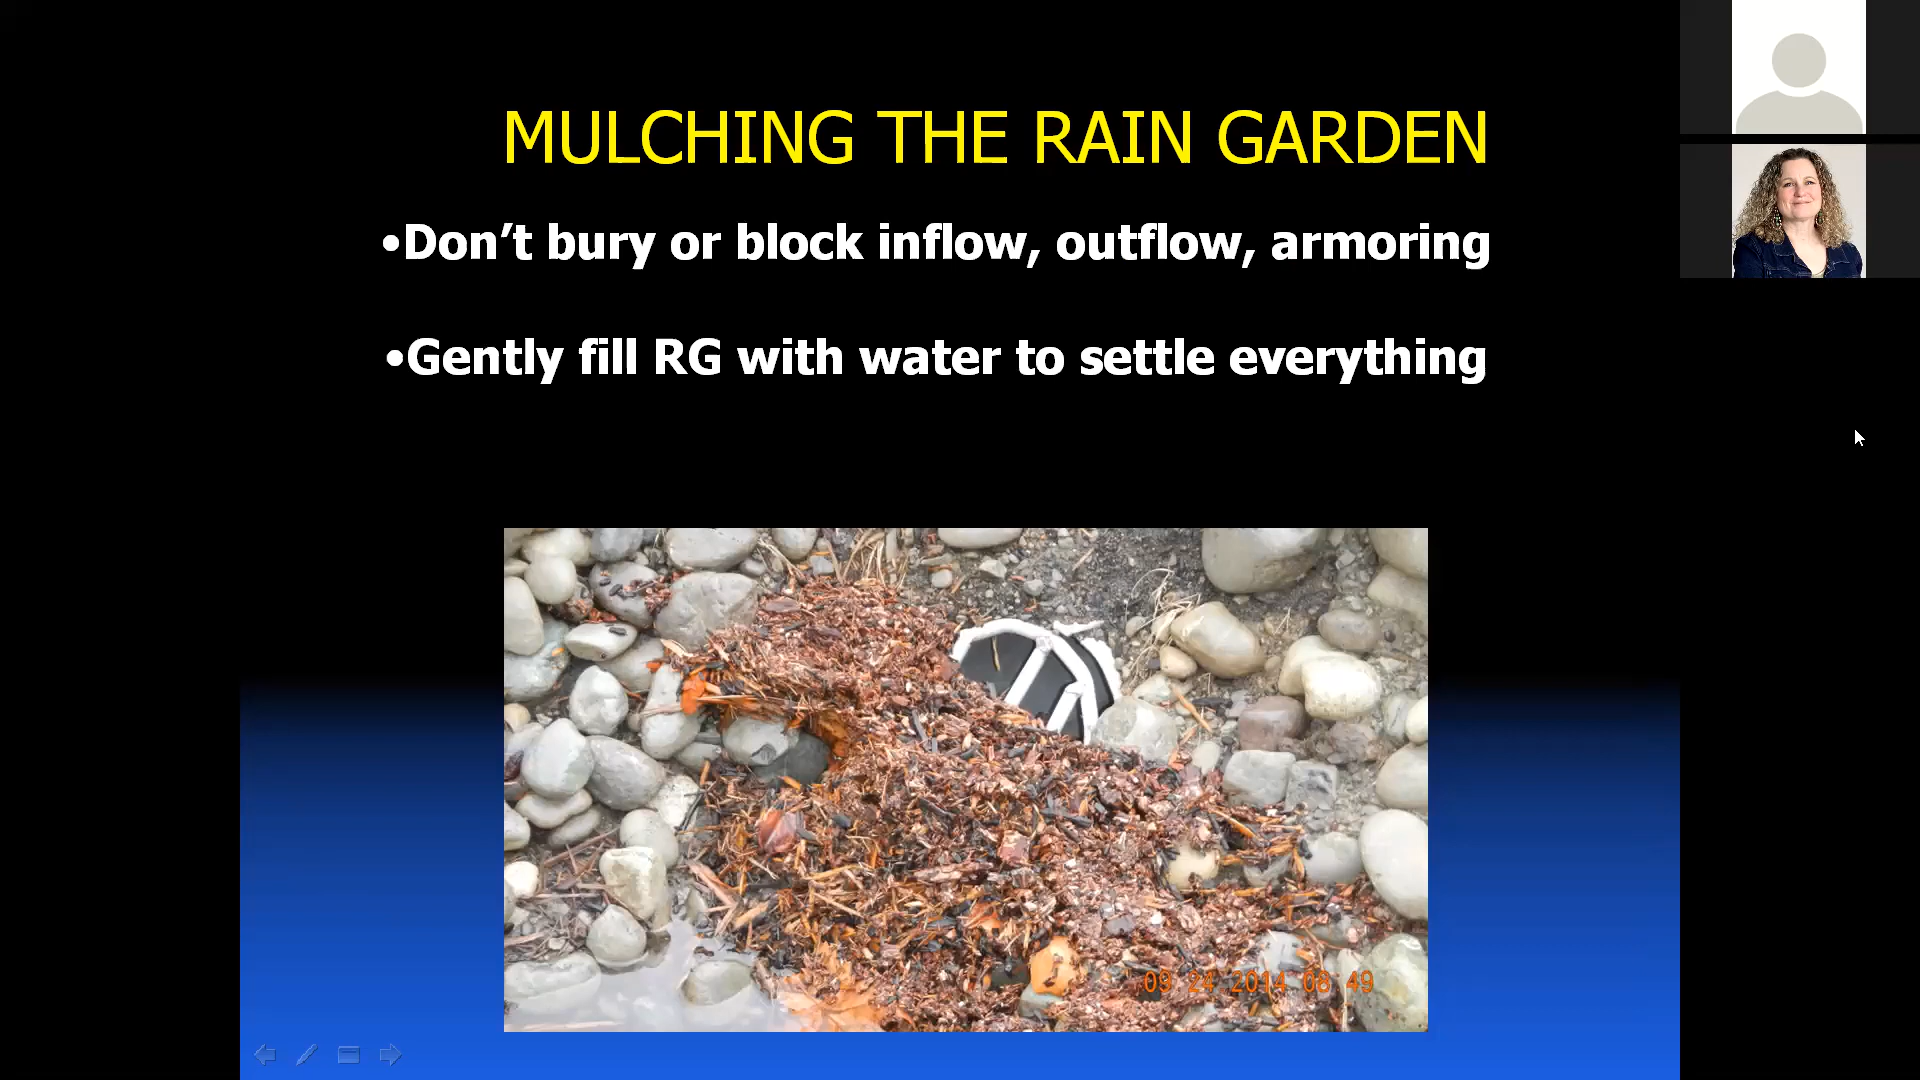 MULCHING THE RAIN GARDEN
•Don’t bury or block inflow, outflow, armoring
•Gently fill RG with water to settle everything
09 24 2014 08 49